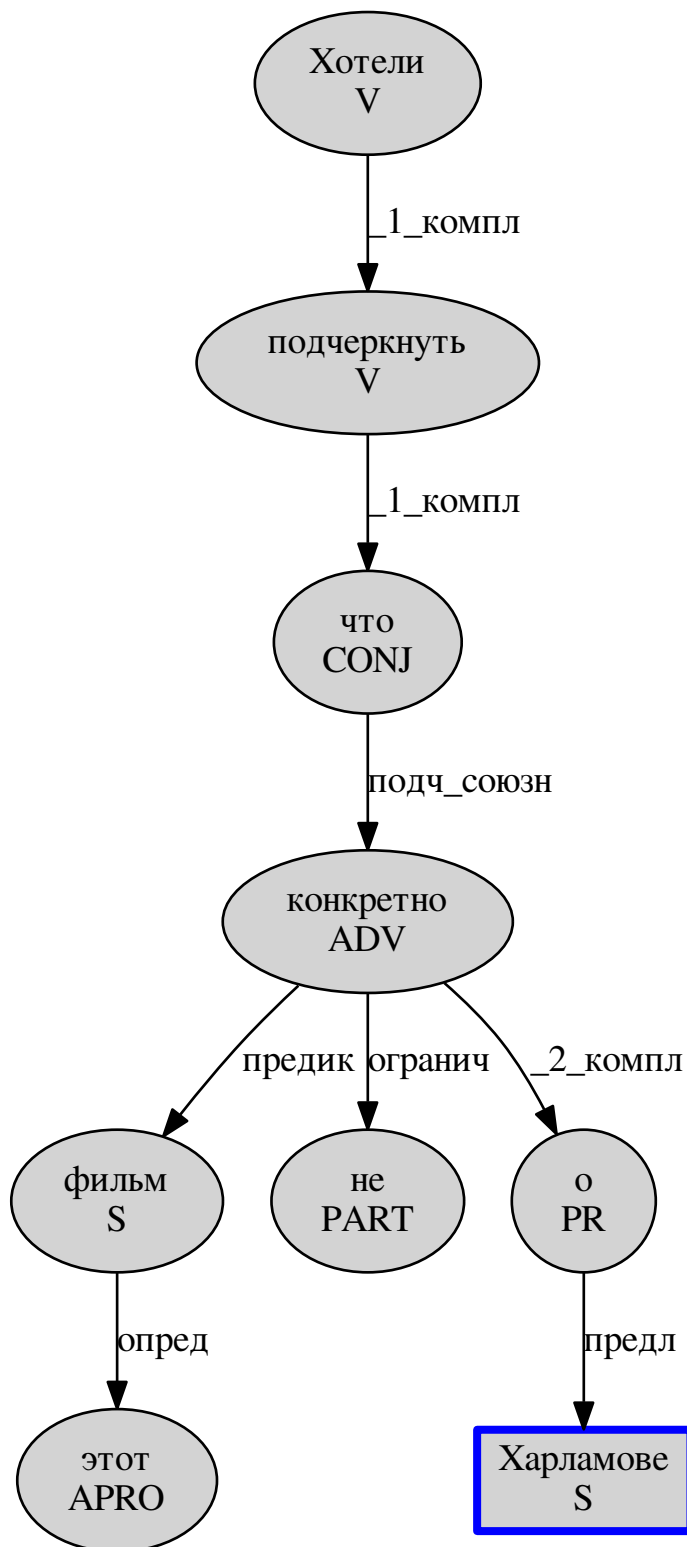 Хотели
V
_1_компл
подчеркнуть
V
_1_компл
что
CONJ
подч_союзн
конкретно
ADV
предик
огранич
_2_компл
фильм
S
не
PART
о
PR
опред
предл
этот
APRO
Харламове
S